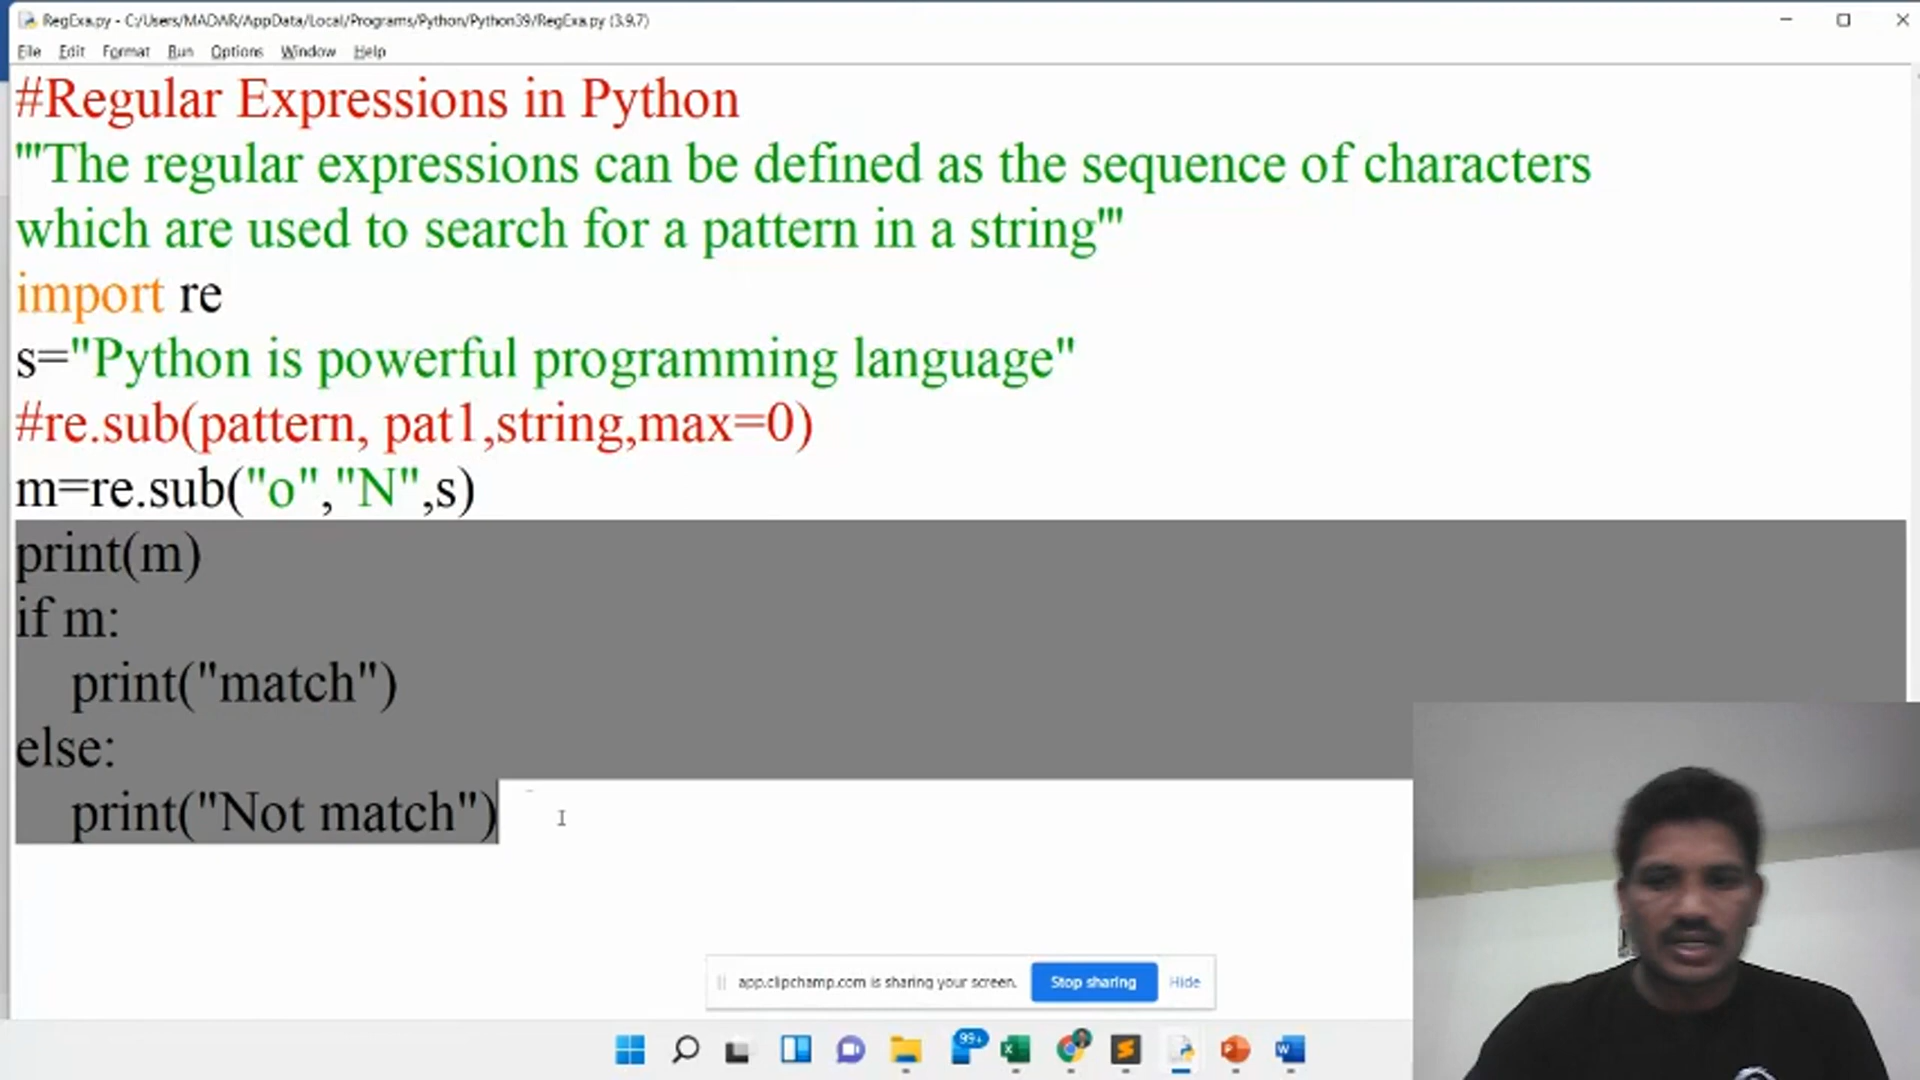 RegExa.py - C:/Users/MADAR/AppData/Local/Programs/Python/Python39/RegExa.py (3.9.7)
File Edit Format Run Options Window Help
#Regular Expressions in Python
'''The regular expressions can be defined as the sequence of characters
which are used to search for a pattern in a string'''
import re
s="Python is powerful programming language"
#re.sub(pattern, pat1,string,max=0)
m=re.sub("o","N",s)
print(m)
if m:
print("match")
else:
print("Not match")
app.clipchamp.com is sharing your screen. Stop sharing Hide
99+